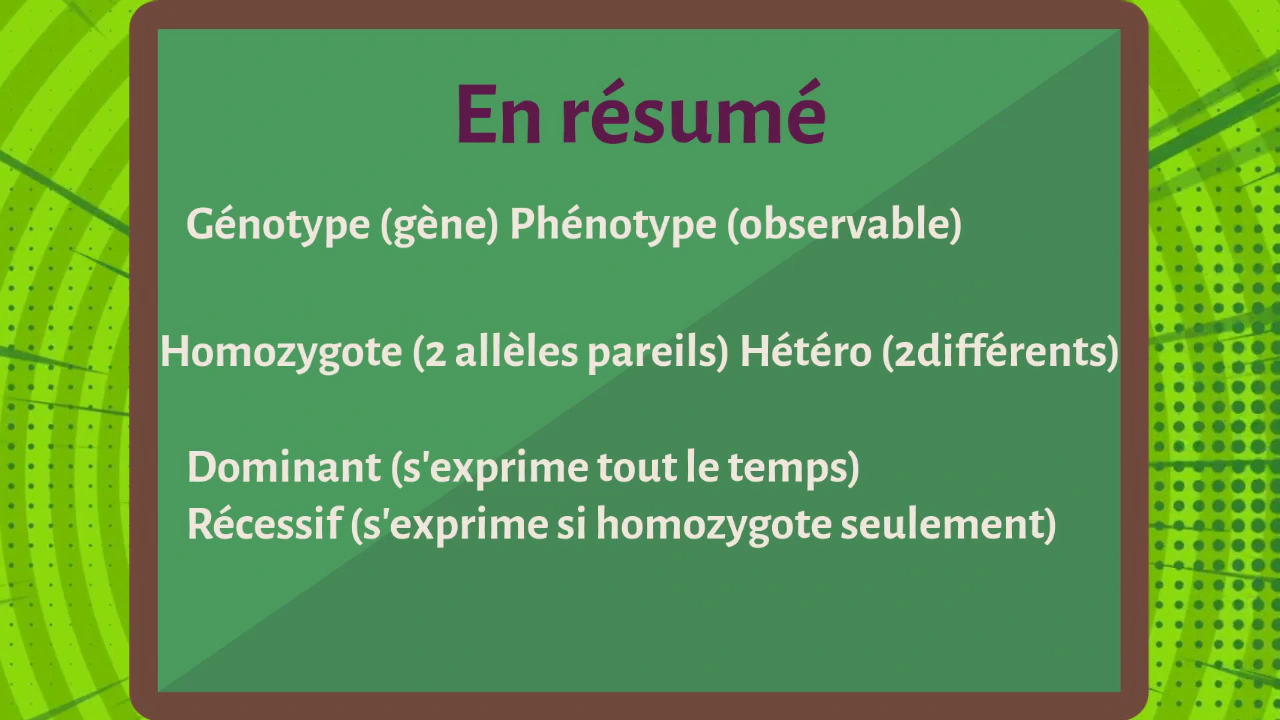 En résumé
Génotype (gène) Phénotype (observable)
Homozygote (2 allèles pareils) Hétéro (2différents)
Dominant (s'exprime tout le temps)
Récessif (s'exprime si homozygote seulement)